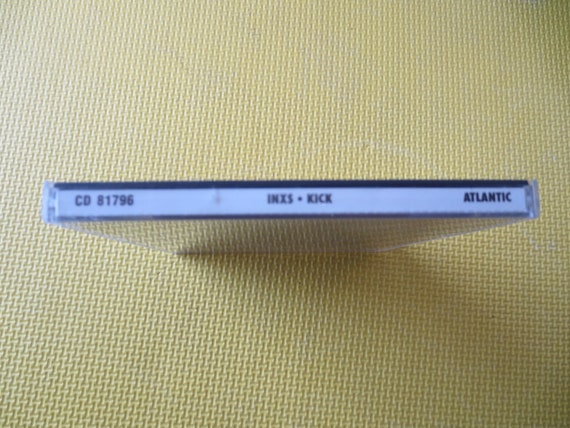 CD 81796 INXS • KICK ATLANTIC